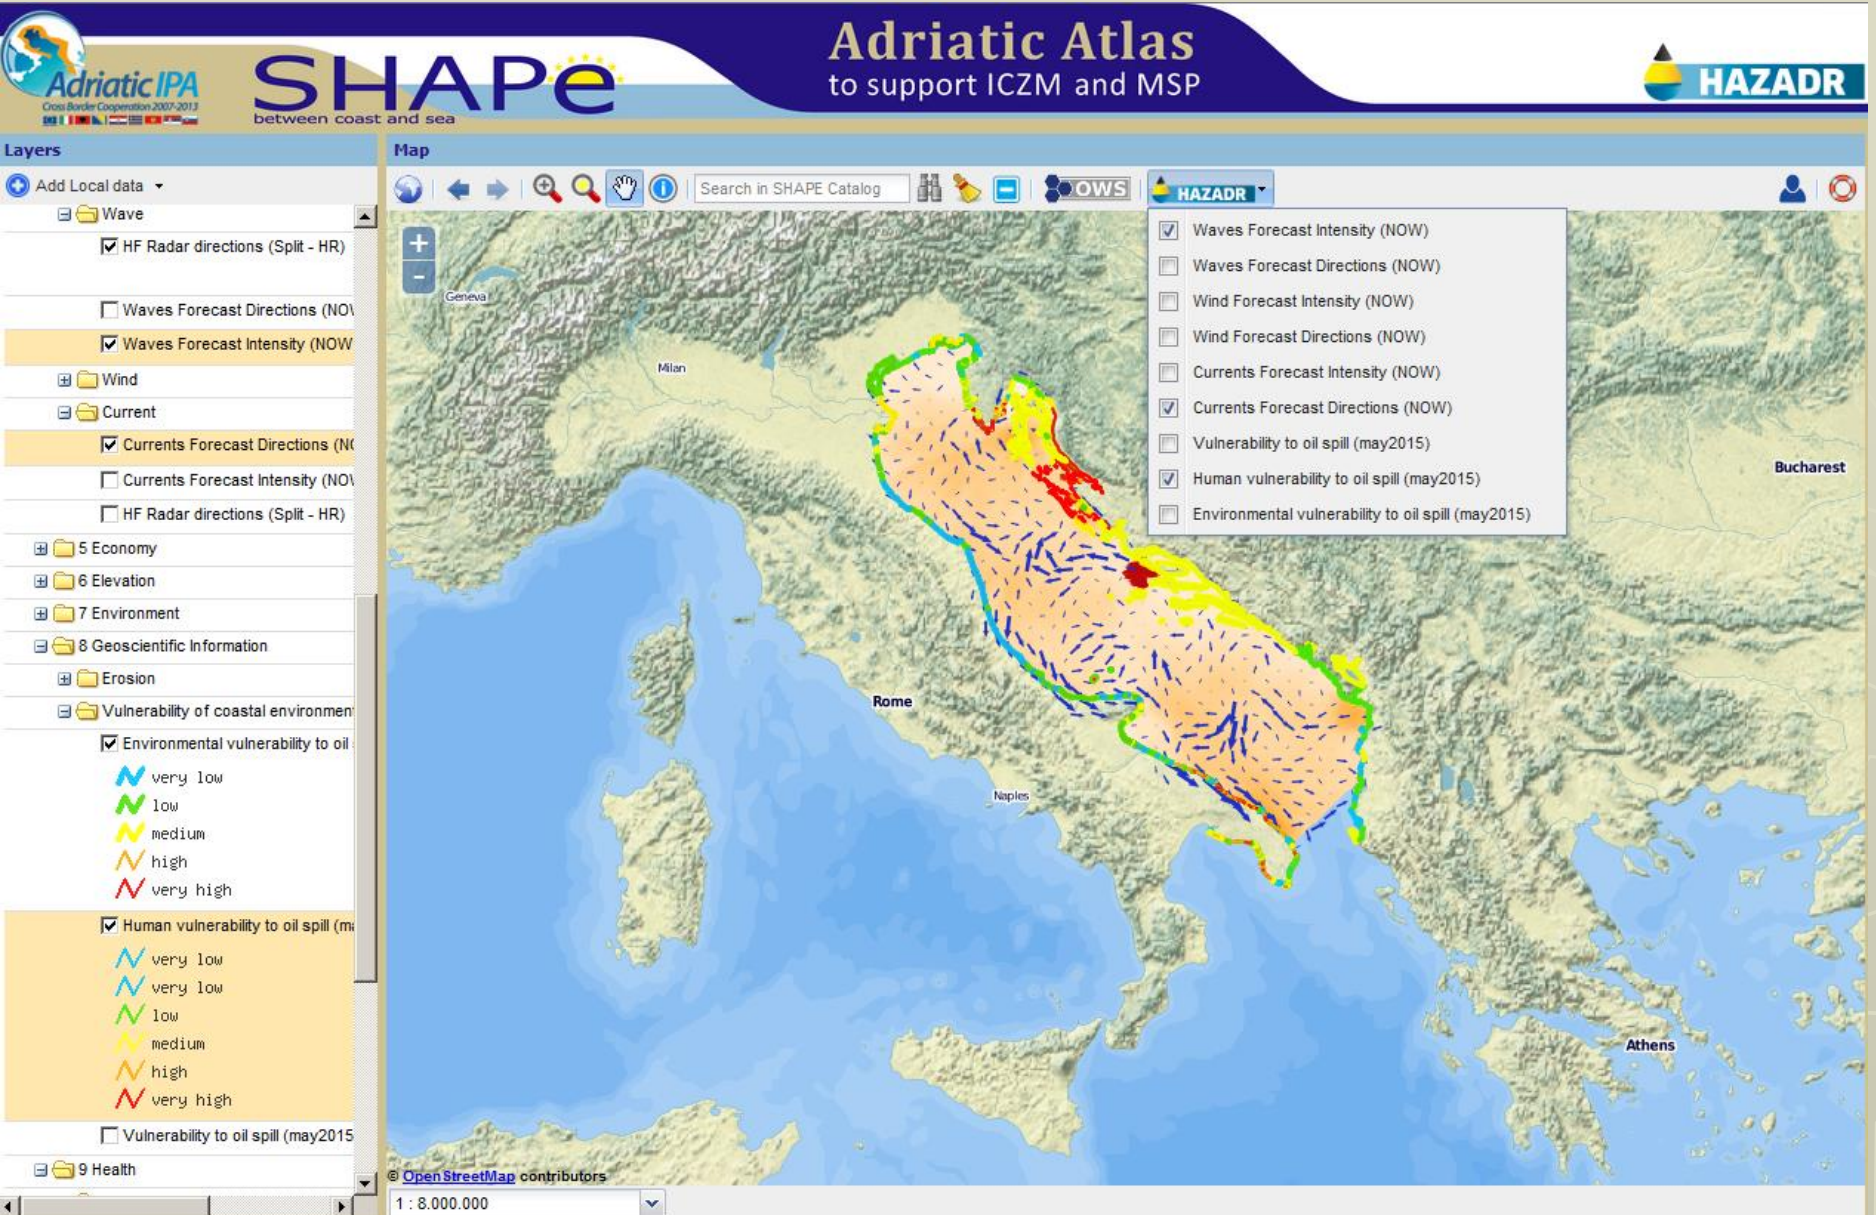 Adriatic IPA
Cross Border Cooperation 2007-2013
SHAPe
between coast and sea
Adriatic Atlas
to support ICZM and MSP
HAZADR
Layers
Map
Add Local data
Search in SHAPE Catalog
OWS
HAZADR
Wave
HF Radar directions (Split - HR)
Waves Forecast Directions (NOW
Waves Forecast Intensity (NOW
Wind
Current
Currents Forecast Directions (NO
Currents Forecast Intensity (NOW
HF Radar directions (Split - HR)
5 Economy
6 Elevation
7 Environment
8 Geoscientific Information
Erosion
Vulnerability of coastal environmen
Environmental vulnerability to oil
very low
low
medium
high
very high
Human vulnerability to oil spill (ma
very low
very low
low
medium
high
very high
Vulnerability to oil spill (may2015
9 Health
+
-
Waves Forecast Intensity (NOW)
Waves Forecast Directions (NOW)
Wind Forecast Intensity (NOW)
Wind Forecast Directions (NOW)
Currents Forecast Intensity (NOW)
Currents Forecast Directions (NOW)
Vulnerability to oil spill (may2015)
Human vulnerability to oil spill (may2015)
Environmental vulnerability to oil spill (may2015)
Geneva
Milan
Bucharest
Rome
Naples
Athens
© OpenStreetMap contributors
1 : 8.000.000